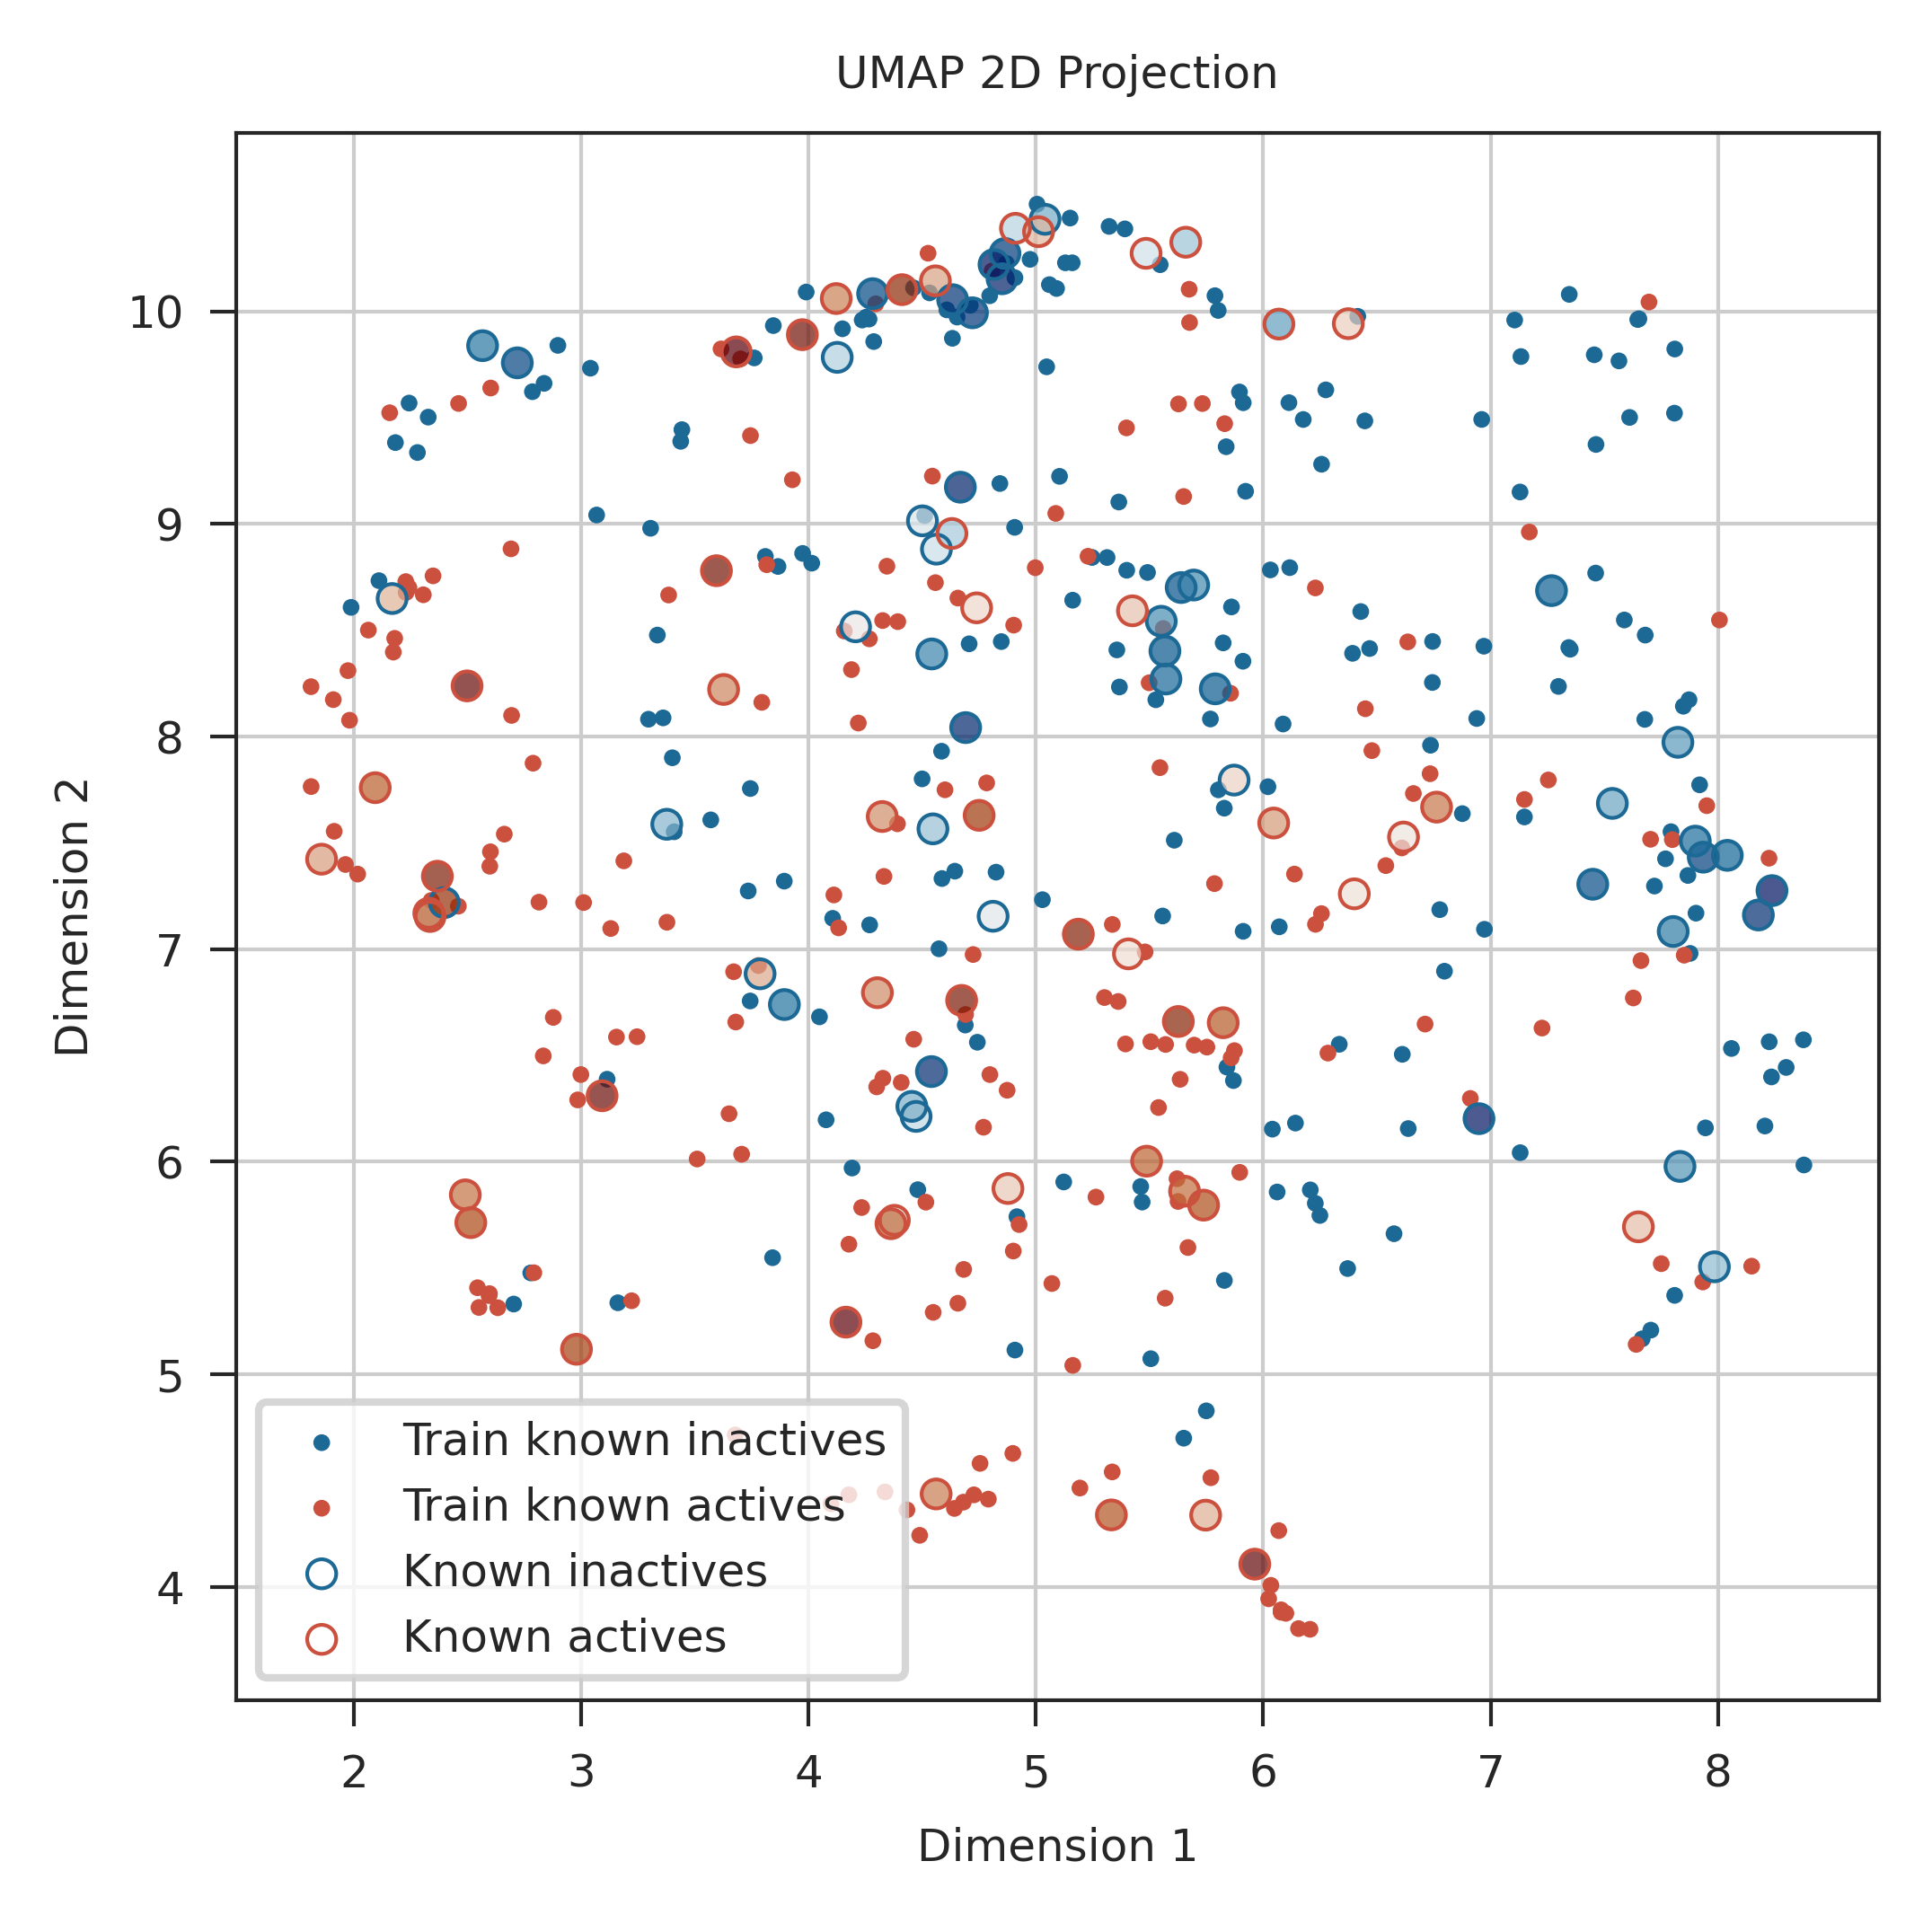 UMAP 2D Projection
Dimension 2
10
9
8
7
6
5
4
Train known inactives
Train known actives
Known inactives
Known actives
2 3 4 5 6 7 8
Dimension 1